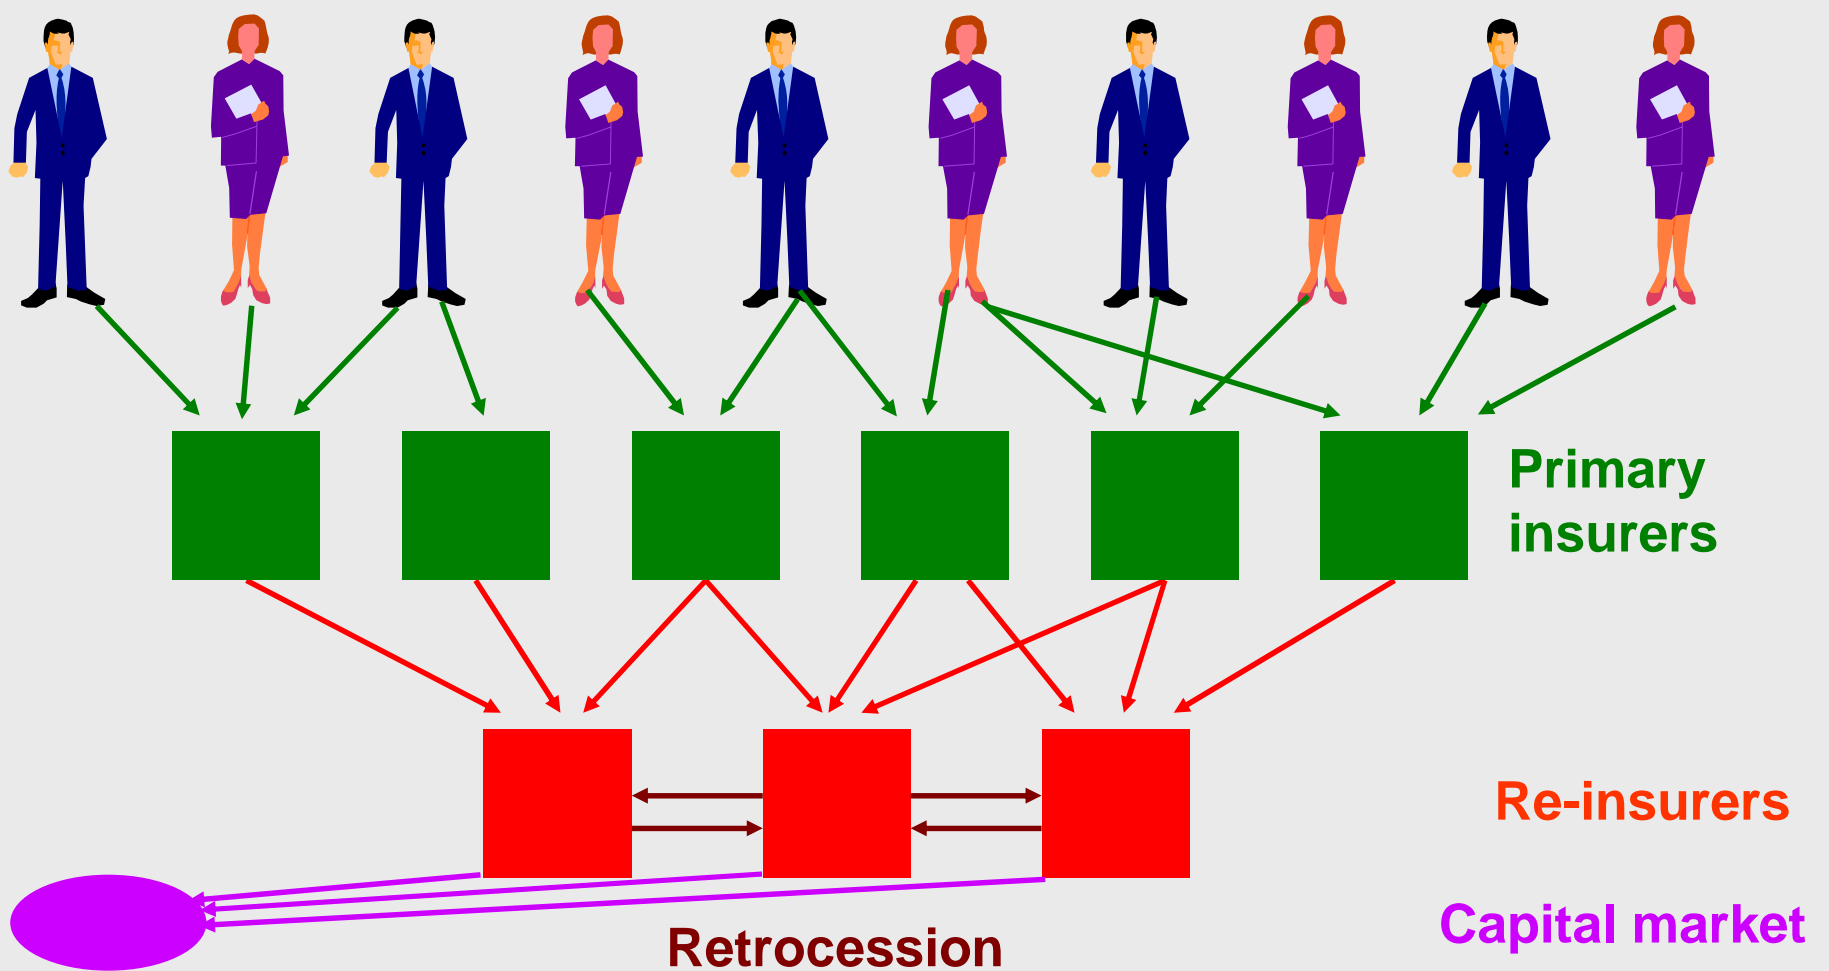 Primary
insurers
Re-insurers
Capital market
Retrocession